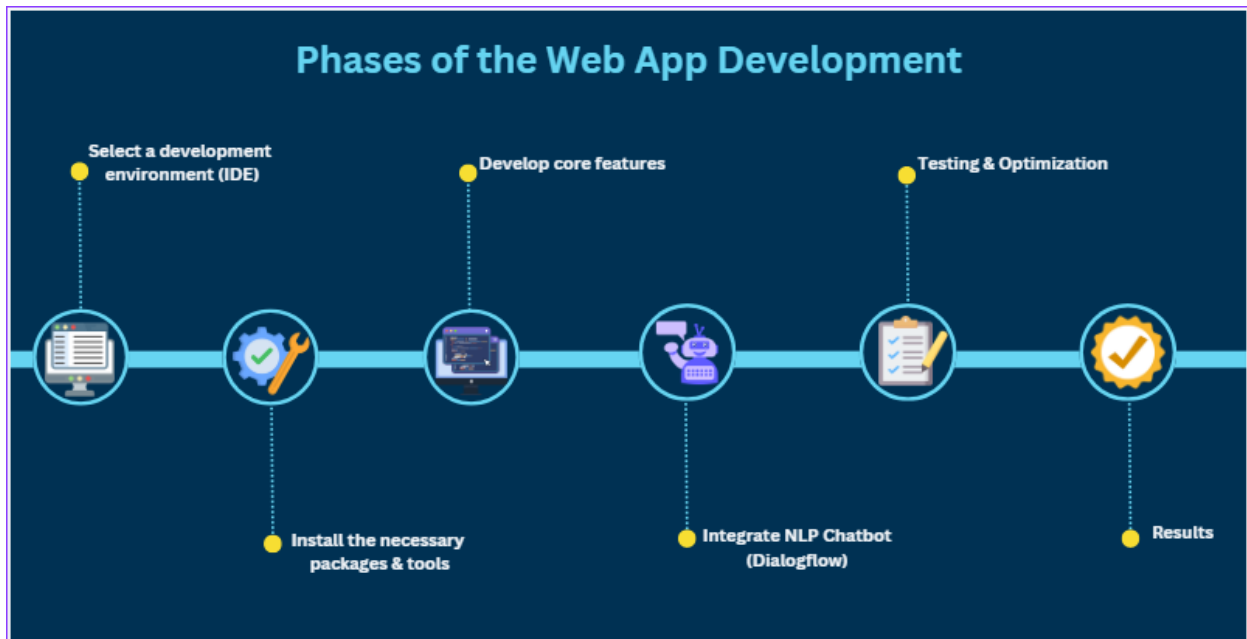 Phases of the Web App Development
Select a development
environment (IDE)
Install the necessary
packages & tools
Develop core features
Integrate NLP Chatbot
(Dialogflow)
Testing & Optimization
Results